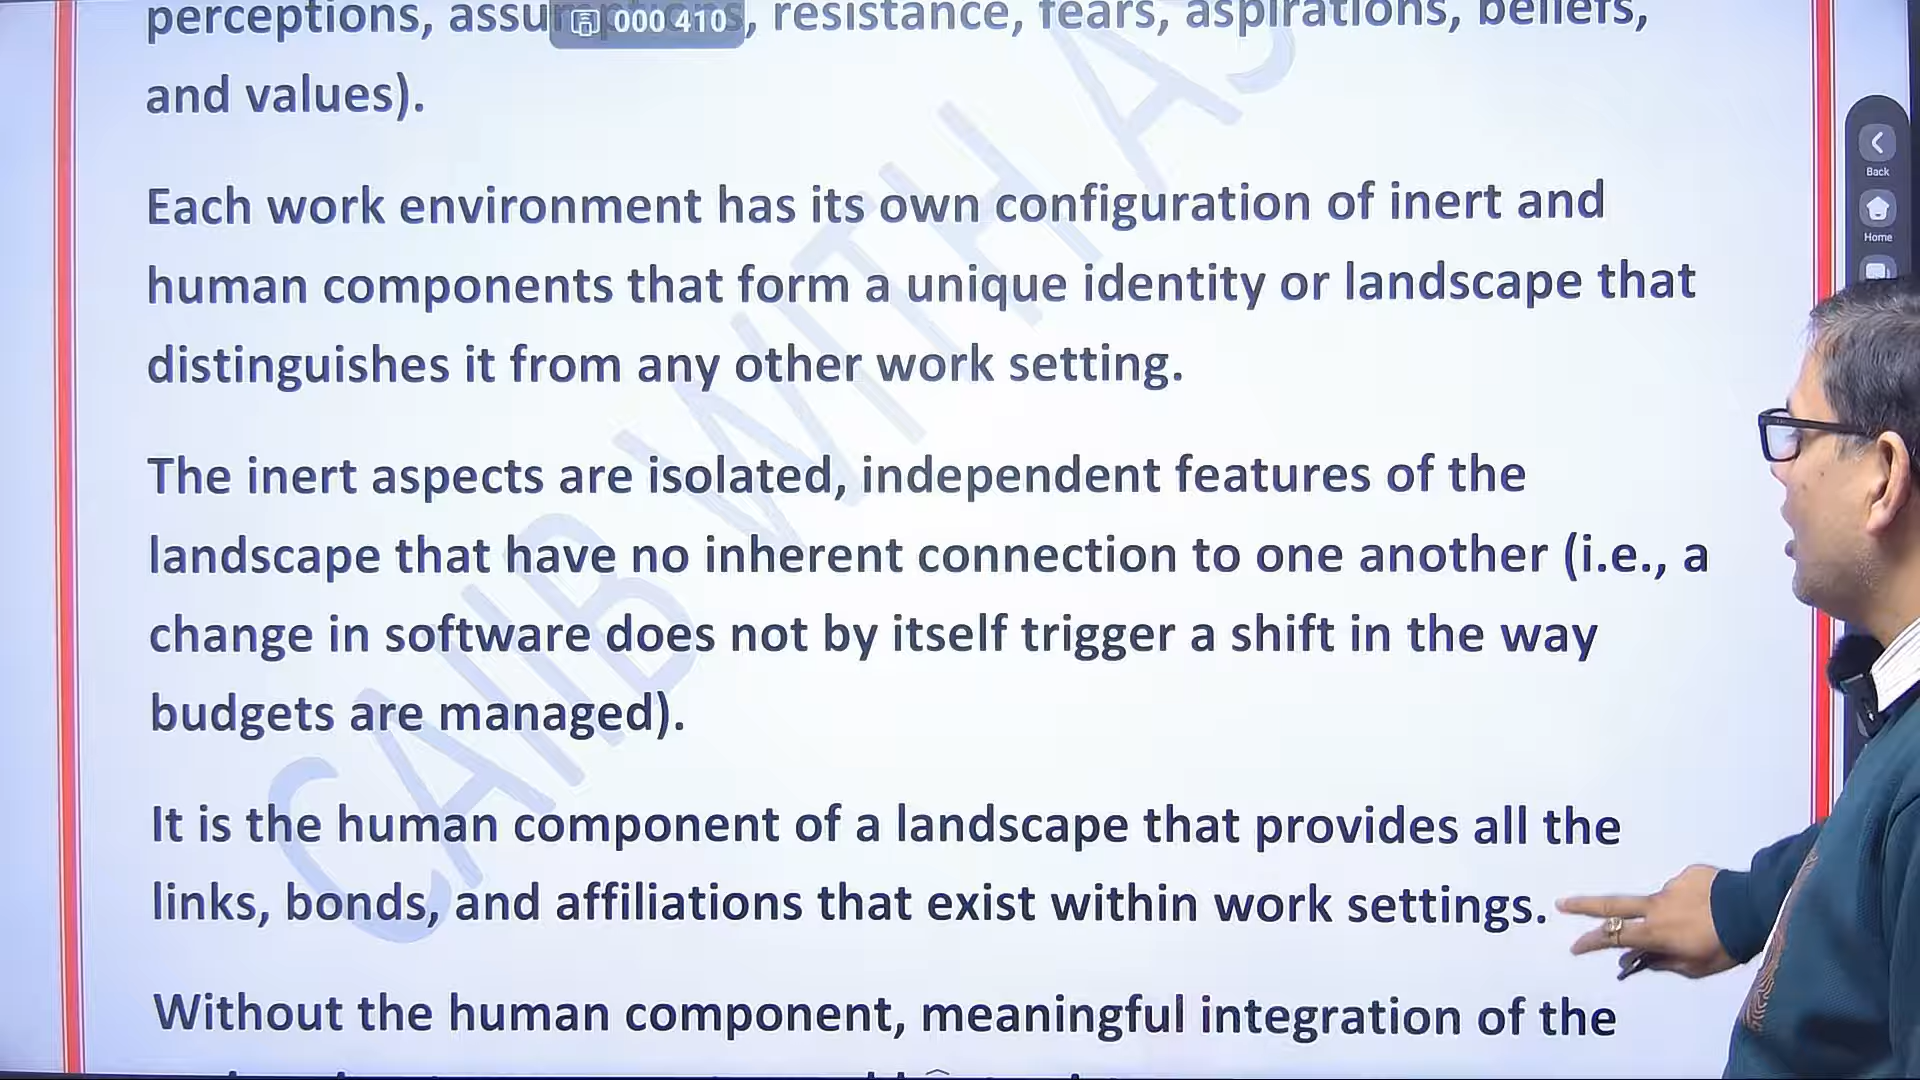 perceptions, assumptions, resistance, fears, aspirations, beliefs,
000 410
and values).
Each work environment has its own configuration of inert and
human components that form a unique identity or landscape that
distinguishes it from any other work setting.
The inert aspects are isolated, independent features of the
landscape that have no inherent connection to one another (i.e., a
change in software does not by itself trigger a shift in the way
budgets are managed).
It is the human component of a landscape that provides all the
links, bonds, and affiliations that exist within work settings.
Without the human component, meaningful integration of the
CAIIB WITH AS
Back
Home